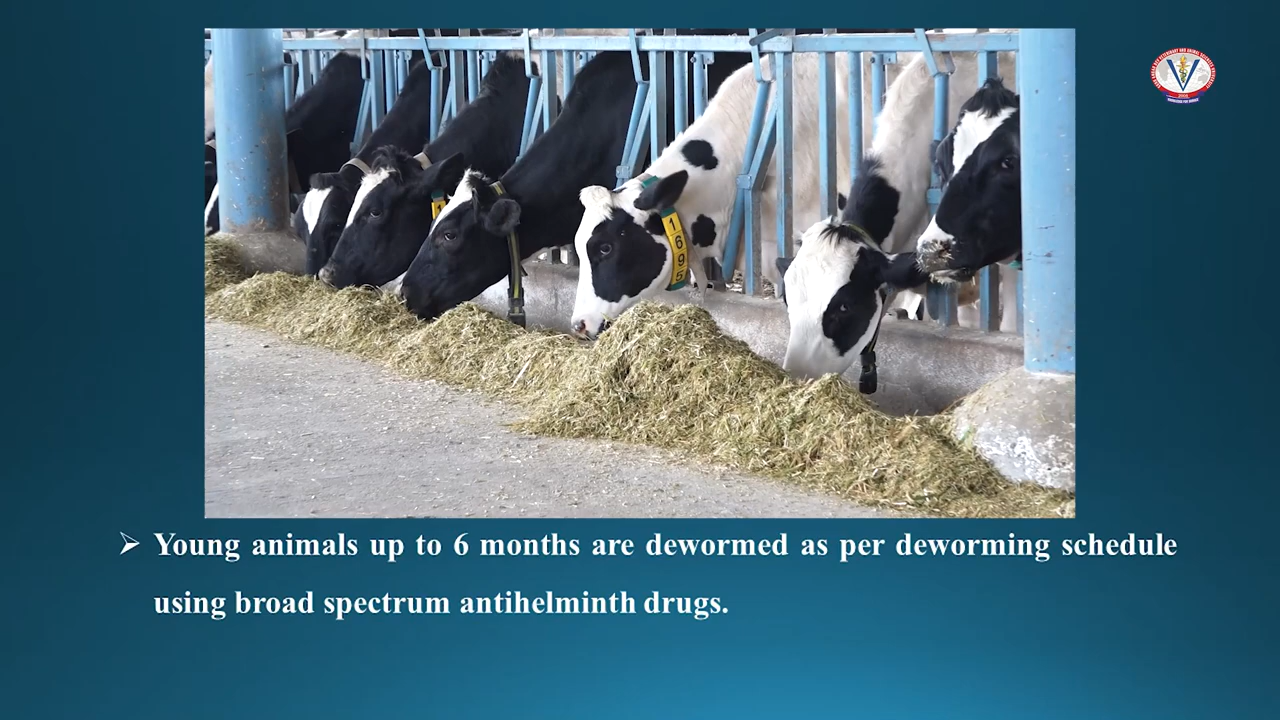 1695
➢ Young animals up to 6 months are dewormed as per deworming schedule
using broad spectrum antihelminth drugs.